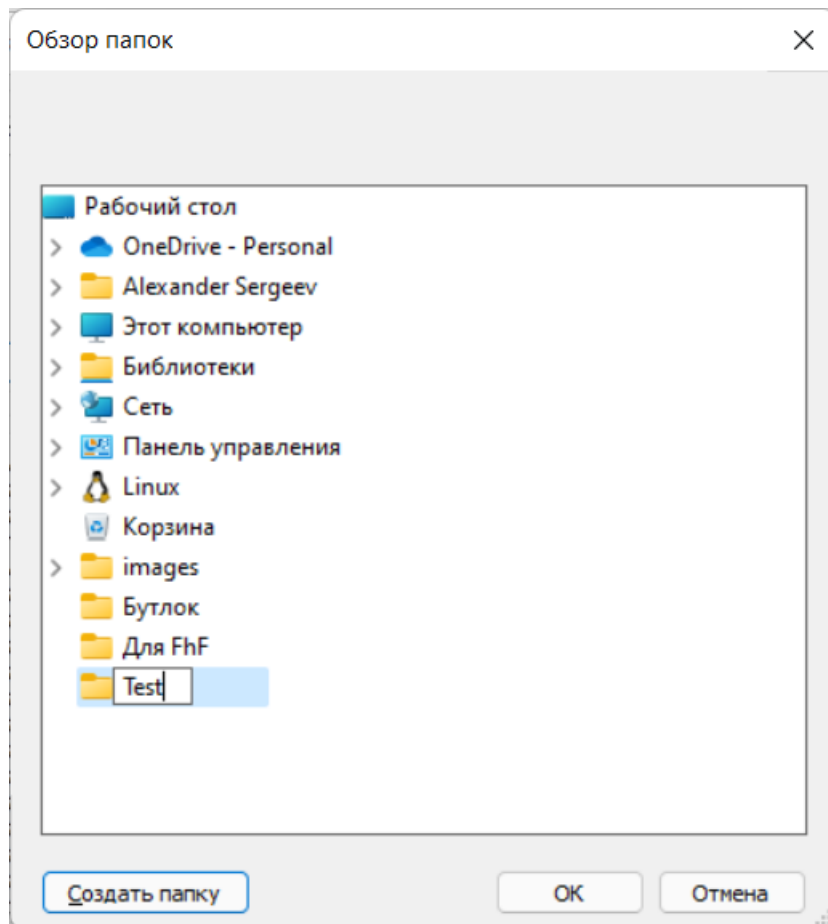 Обзор папок
Рабочий стол
OneDrive - Personal
Alexander Sergeev
Этот компьютер
Библиотеки
Сеть
Панель управления
Linux
Корзина
images
Бутлок
Для FhF
Test
Создать папку
ОК
Отмена